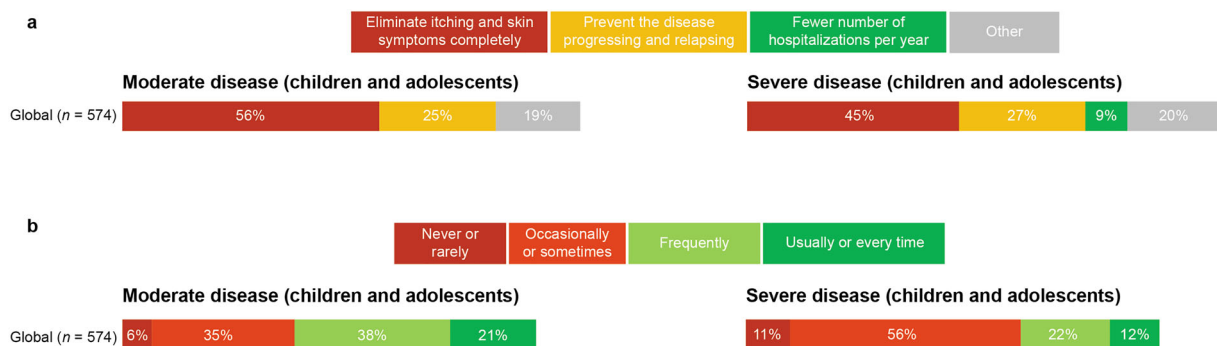 a
Eliminate itching and skin
symptoms completely
Prevent the disease
progressing and relapsing
Fewer number of
hospitalizations per year
Other
Moderate disease (children and adolescents)
Global (n = 574)
56%
25%
19%
Severe disease (children and adolescents)
45%
27%
9%
20%
b
Never or
rarely
Occasionally
or sometimes
Frequently
Usually or every time
Moderate disease (children and adolescents)
Global (n = 574)
6%
35%
38%
21%
Severe disease (children and adolescents)
11%
56%
22%
12%